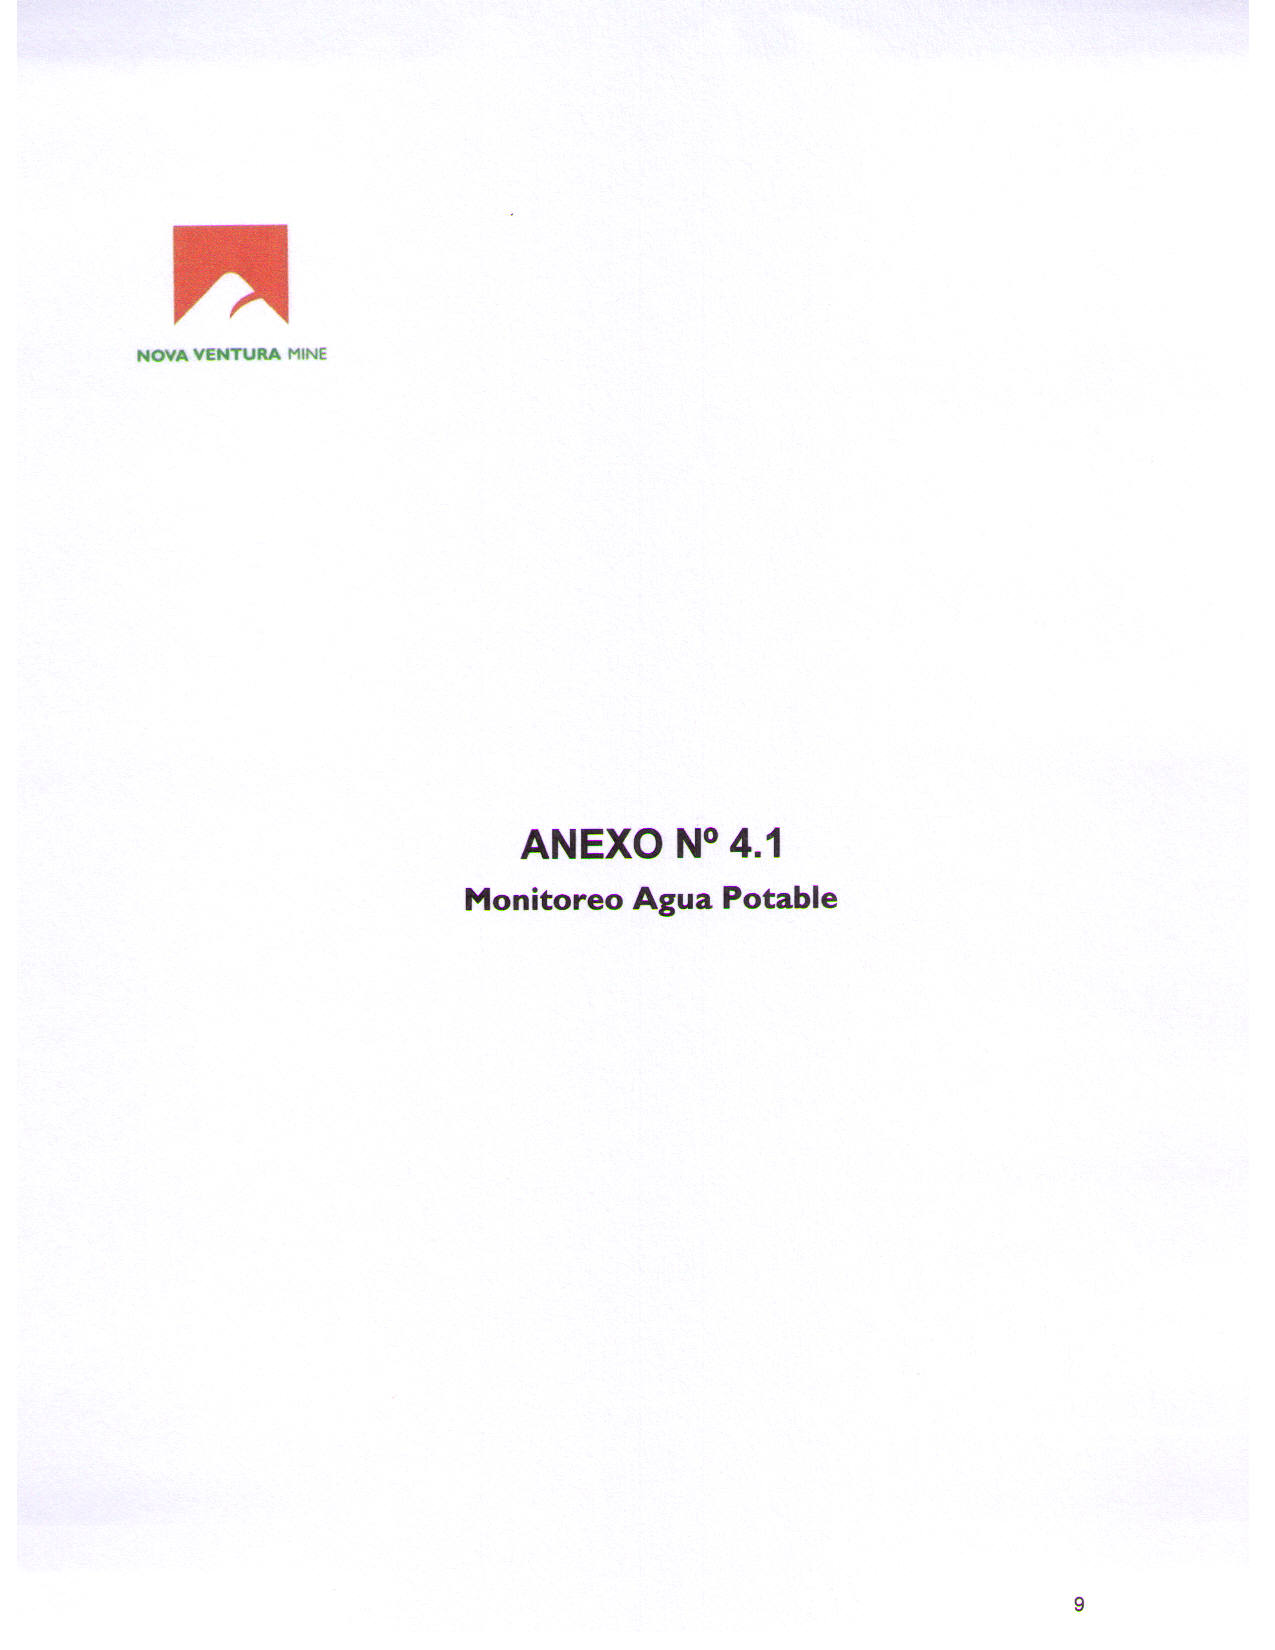 NOVA VENTURA MINE
ANEXO Nº 4.1
Monitoreo Agua Potable
9